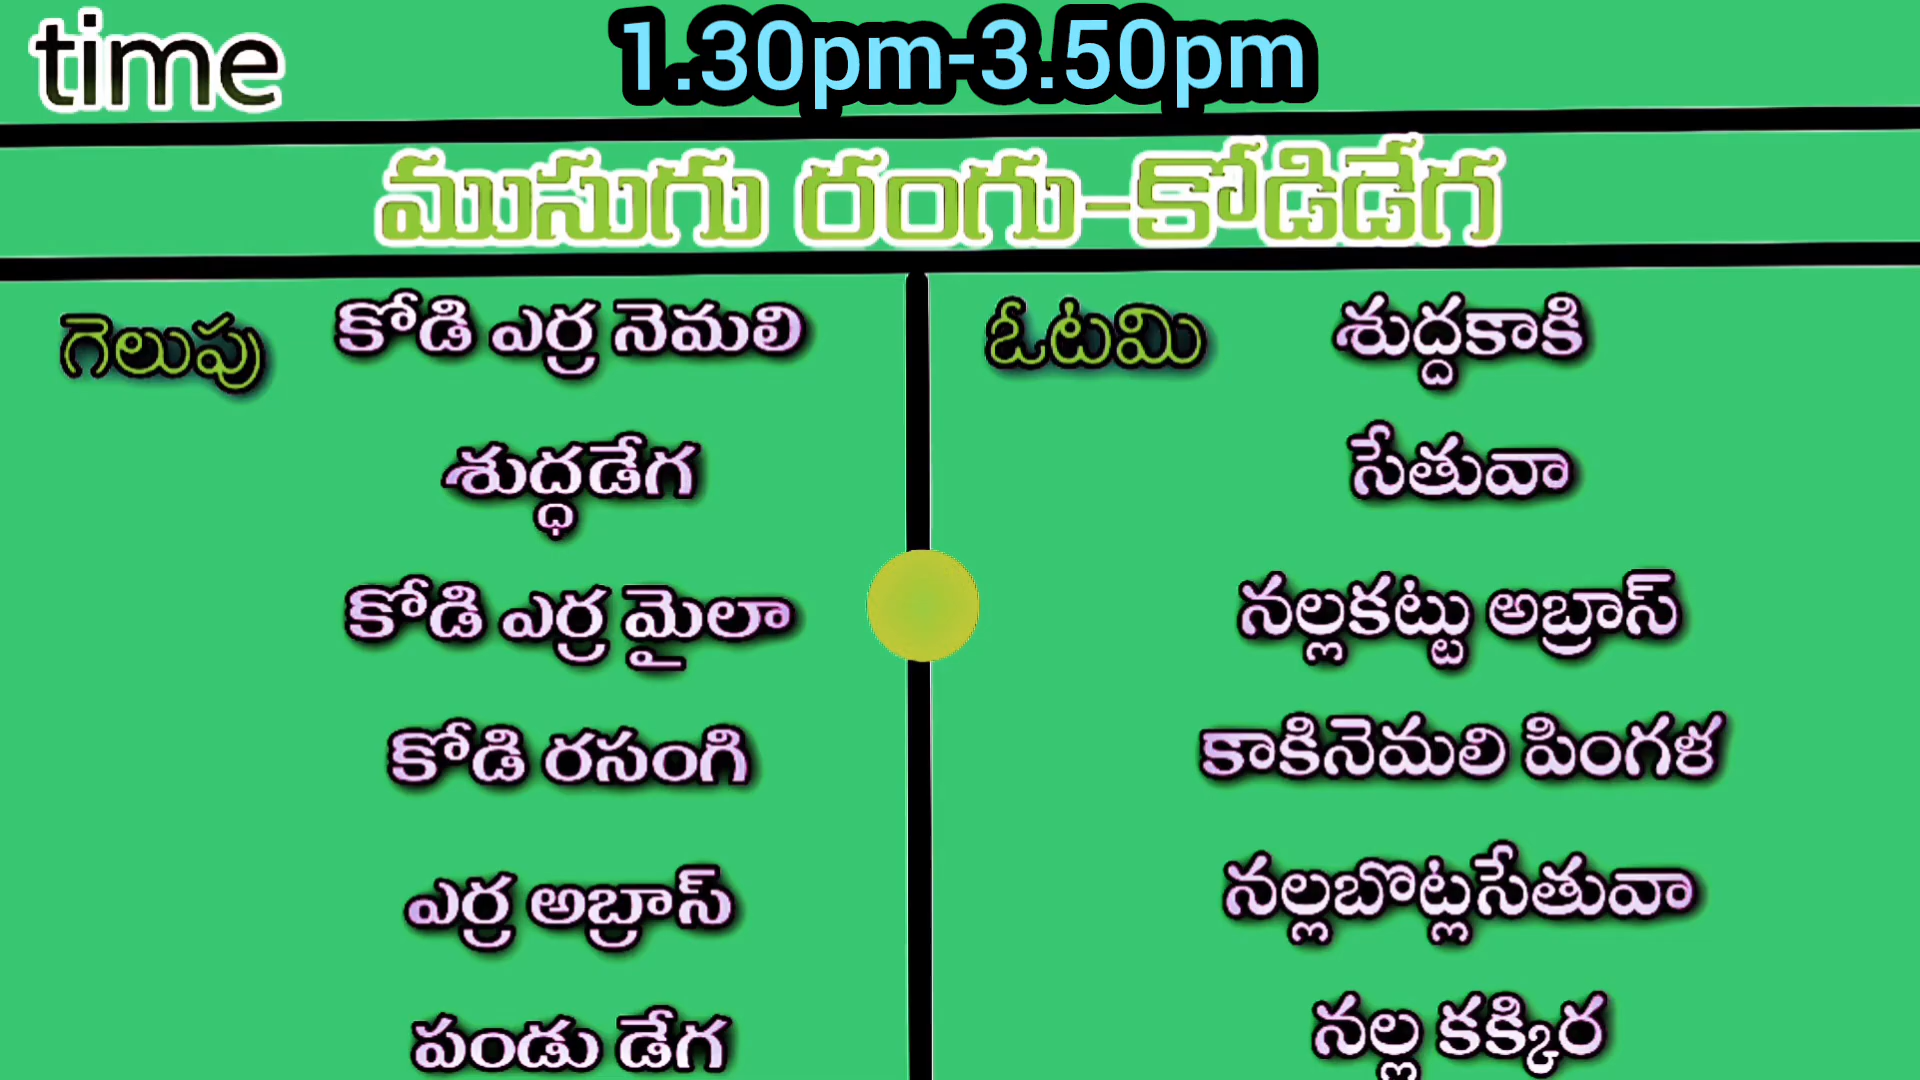 time 1.30pm-3.50pm
ముసుగు రంగు-కోడిడేగ
గెలుపు కోడి ఎర్ర నెమలి ఓటమి శుద్దకాకి
శుద్ధడేగ సేతువా
కోడి ఎర్ర మైలా నల్లకట్టు అబ్రాస్
కోడి రసంగి కాకినెమలి పింగళ
ఎర్ర అబ్రాస్ నల్లబొట్లసేతువా
పండు డేగ నల్ల కక్కిర